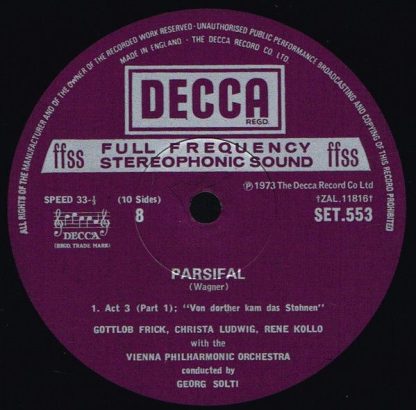 ALL RIGHTS OF THE MANUFACTURER AND OF THE OWNER OF THE RECORDED WORK RESERVED · UNAUTHORISED PUBLIC PERFORMANCE BROADCASTING AND COPYING OF THIS RECORD PROHIBITED
MADE IN ENGLAND · THE DECCA RECORD CO. LTD.
DECCA
REGD.
ffss FULL FREQUENCY ffss
STEREOPHONIC SOUND
℗ 1973 The Decca Record Co Ltd
SPEED 33-⅓ (10 Sides) †ZAL.11816†
8 SET.553
DECCA
(REGD. TRADE MARK)
PARSIFAL
(Wagner)
1. Act 3 (Part 1): "Von dorther kam das Stohnen"
GOTTLOB FRICK, CHRISTA LUDWIG, RENE KOLLO
with the
VIENNA PHILHARMONIC ORCHESTRA
conducted by
GEORG SOLTI